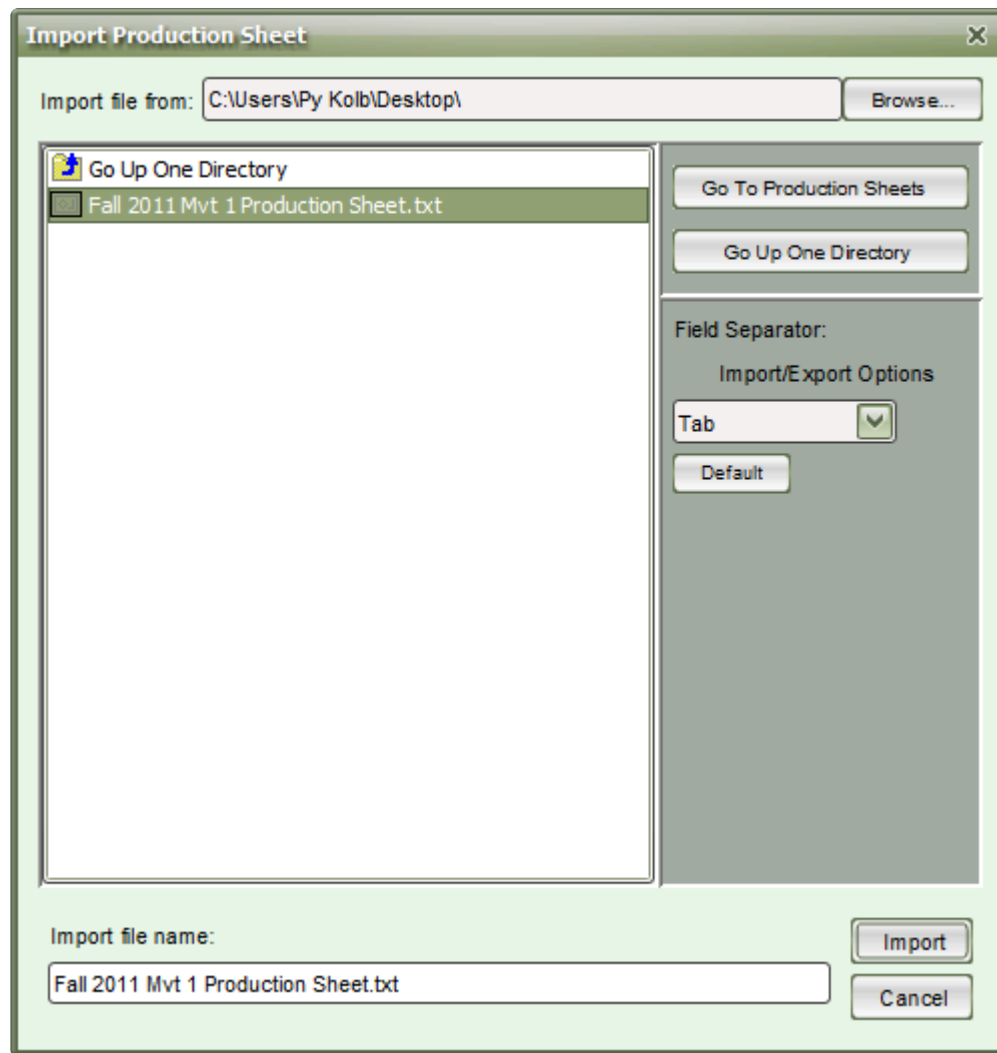 Import Production Sheet
Import file from: C:\Users\Py Kolb\Desktop\ Browse...
Go Up One Directory
Fall 2011 Mvt 1 Production Sheet.txt
Go To Production Sheets
Go Up One Directory
Field Separator:
Import/Export Options
Tab
Default
Import file name:
Fall 2011 Mvt 1 Production Sheet.txt
Import
Cancel